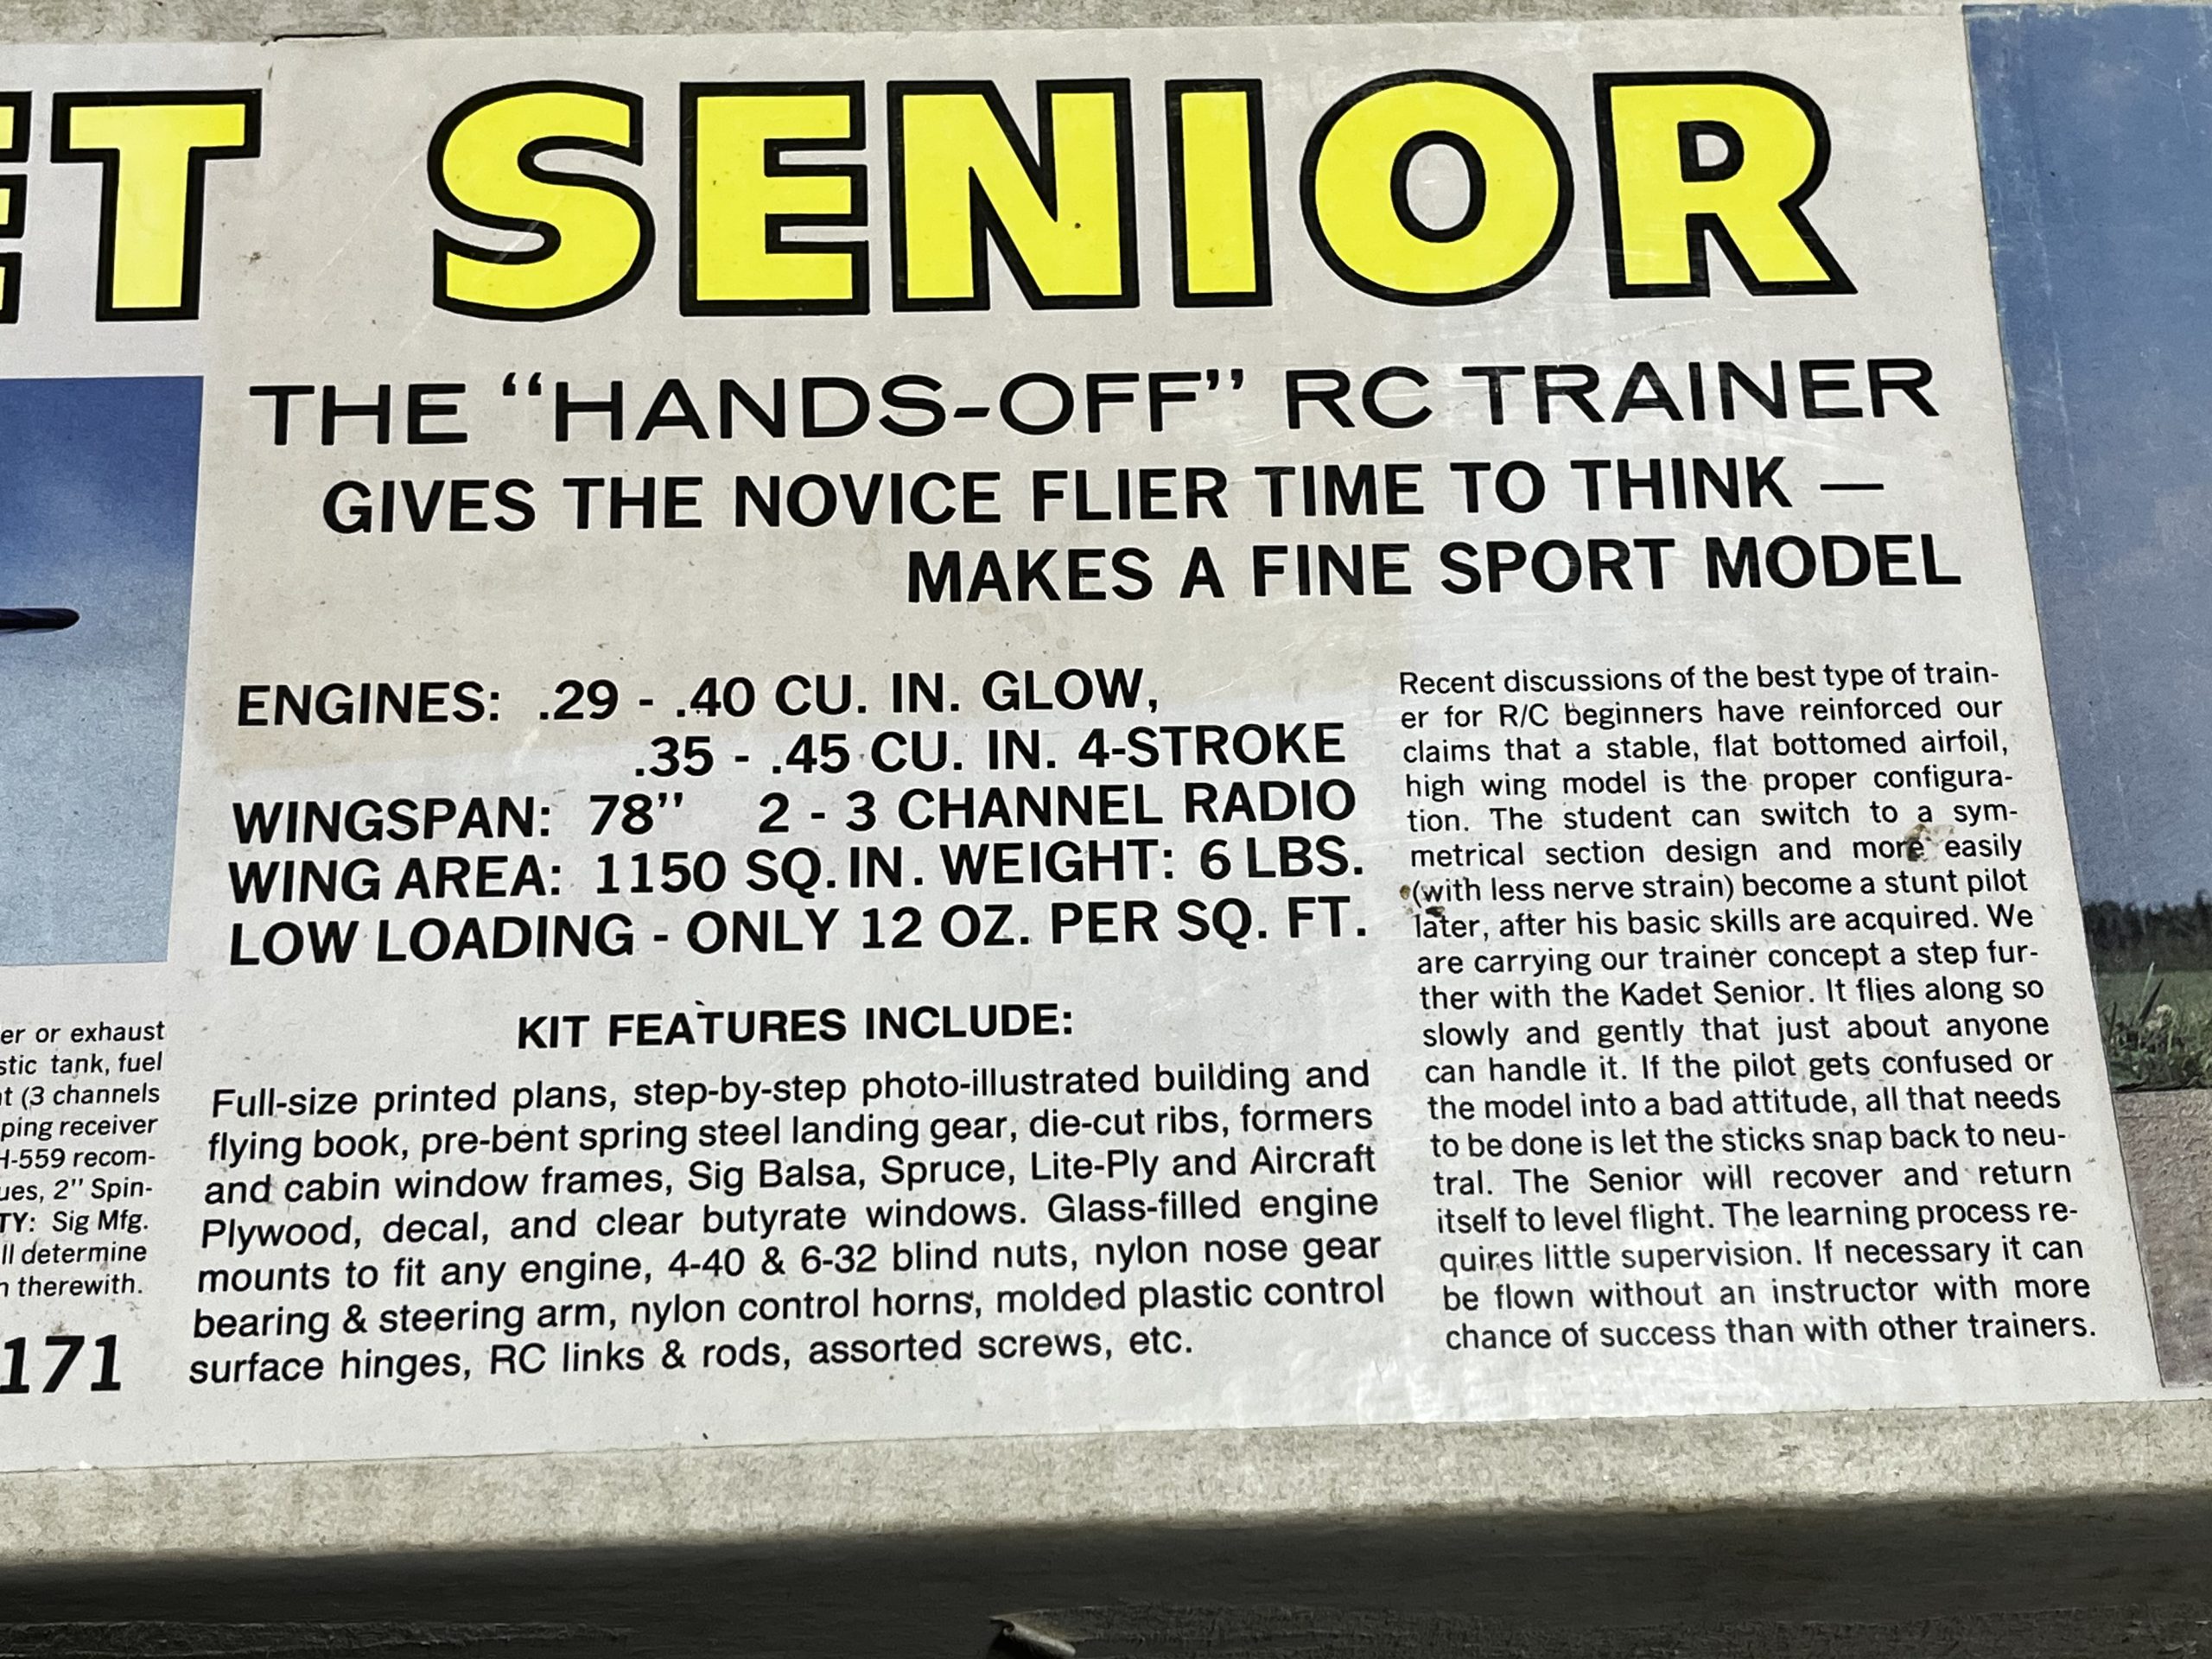 ET SENIOR
THE “HANDS-OFF” RC TRAINER
GIVES THE NOVICE FLIER TIME TO THINK —
MAKES A FINE SPORT MODEL
ENGINES: .29 - .40 CU. IN. GLOW,
.35 - .45 CU. IN. 4-STROKE
WINGSPAN: 78” 2 - 3 CHANNEL RADIO
WING AREA: 1150 SQ. IN. WEIGHT: 6 LBS.
LOW LOADING - ONLY 12 OZ. PER SQ. FT.
KIT FEATURES INCLUDE:
Full-size printed plans, step-by-step photo-illustrated building and
flying book, pre-bent spring steel landing gear, die-cut ribs, formers
and cabin window frames, Sig Balsa, Spruce, Lite-Ply and Aircraft
Plywood, decal, and clear butyrate windows. Glass-filled engine
mounts to fit any engine, 4-40 & 6-32 blind nuts, nylon nose gear
bearing & steering arm, nylon control horns, molded plastic control
surface hinges, RC links & rods, assorted screws, etc.
Recent discussions of the best type of train-
er for R/C beginners have reinforced our
claims that a stable, flat bottomed airfoil,
high wing model is the proper configura-
tion. The student can switch to a sym-
metrical section design and more easily
(with less nerve strain) become a stunt pilot
later, after his basic skills are acquired. We
are carrying our trainer concept a step fur-
ther with the Kadet Senior. It flies along so
slowly and gently that just about anyone
can handle it. If the pilot gets confused or
the model into a bad attitude, all that needs
to be done is let the sticks snap back to neu-
tral. The Senior will recover and return
itself to level flight. The learning process re-
quires little supervision. If necessary it can
be flown without an instructor with more
chance of success than with other trainers.
er or exhaust
stic tank, fuel
t (3 channels
ping receiver
H-559 recom-
ues, 2” Spin-
TY: Sig Mfg.
ll determine
n therewith.
171